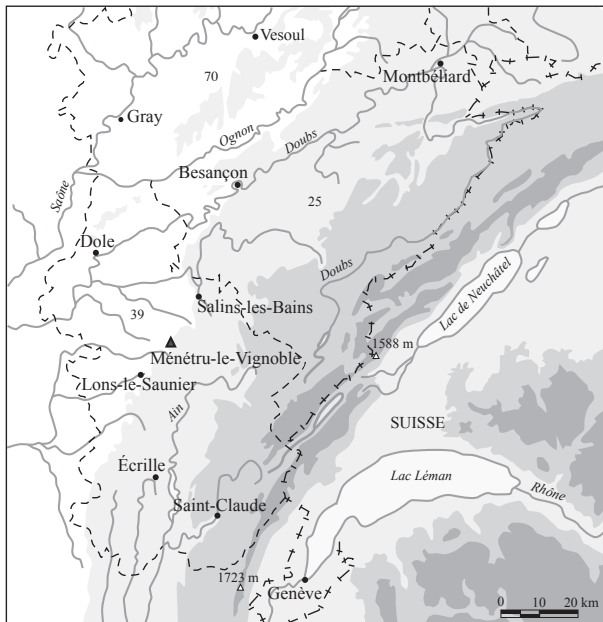 Vesoul
70
Montbéliard
Gray
Ognon
Doubs
Besançon
25
Saône
Dole
Doubs
Lac de Neuchâtel
Salins-les-Bains
39
Ménétru-le-Vignoble
1588 m
Lons-le-Saunier
Ain
SUISSE
Écrille
Lac Léman
Rhône
Saint-Claude
1723 m
Genève
0 10 20 km